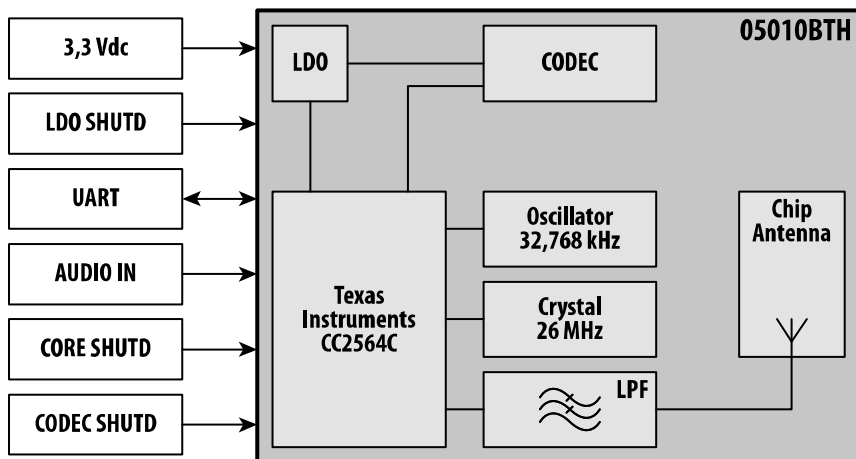 3,3 Vdc
LDO SHUTD
UART
AUDIO IN
CORE SHUTD
CODEC SHUTD
05010BTH
LDO
CODEC
Texas
Instruments
CC2564C
Oscillator
32,768 kHz
Crystal
26 MHz
LPF
Chip
Antenna